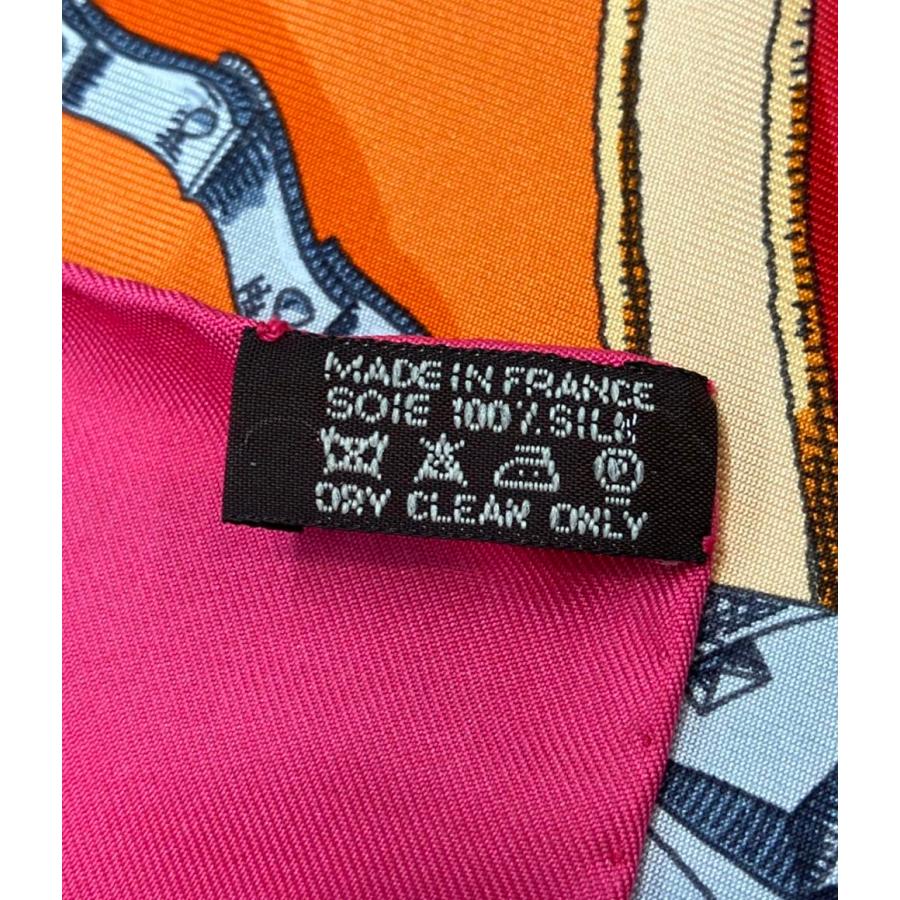 MADE IN FRANCE
SOIE 100% SILK
DRY CLEAN ONLY